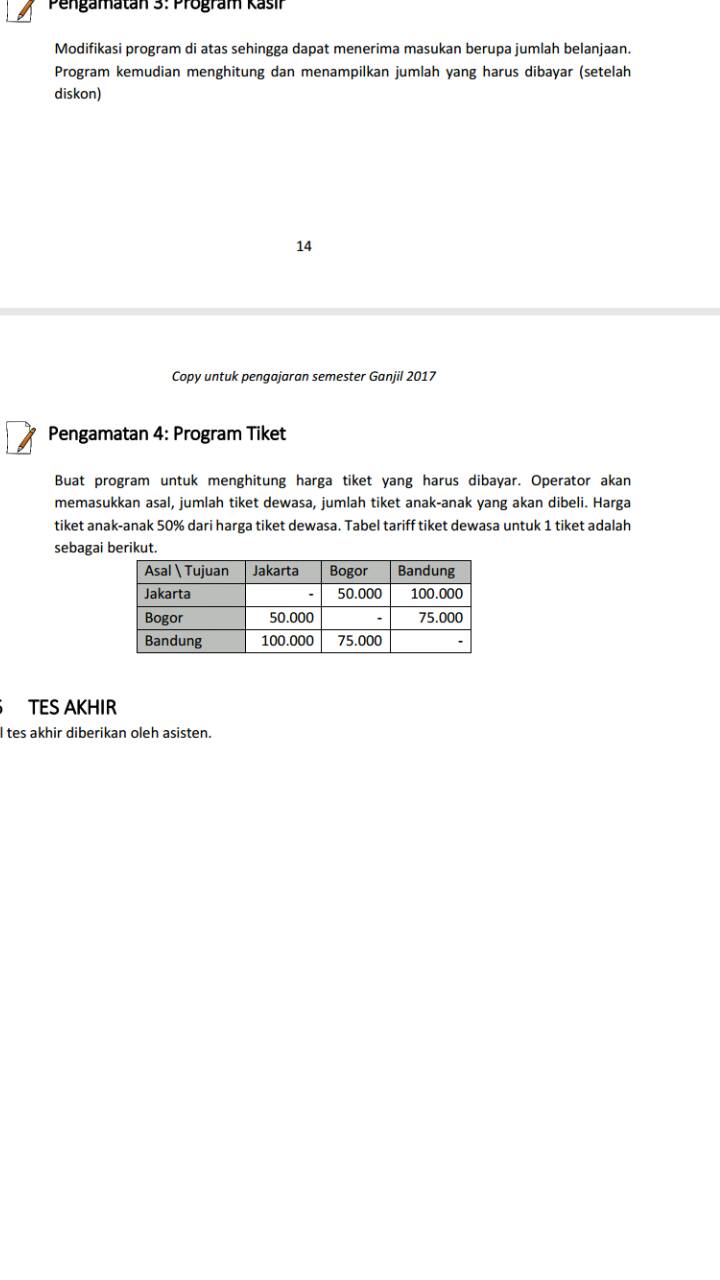 Pengamatan 3: Program Kasir
Modifikasi program di atas sehingga dapat menerima masukan berupa jumlah belanjaan.
Program kemudian menghitung dan menampilkan jumlah yang harus dibayar (setelah
diskon)
14
Copy untuk pengajaran semester Ganjil 2017
Pengamatan 4: Program Tiket
Buat program untuk menghitung harga tiket yang harus dibayar. Operator akan
memasukkan asal, jumlah tiket dewasa, jumlah tiket anak-anak yang akan dibeli. Harga
tiket anak-anak 50% dari harga tiket dewasa. Tabel tariff tiket dewasa untuk 1 tiket adalah
sebagai berikut.
Asal \ Tujuan Jakarta Bogor Bandung
Jakarta - 50.000 100.000
Bogor 50.000 - 75.000
Bandung 100.000 75.000 -
TES AKHIR
l tes akhir diberikan oleh asisten.